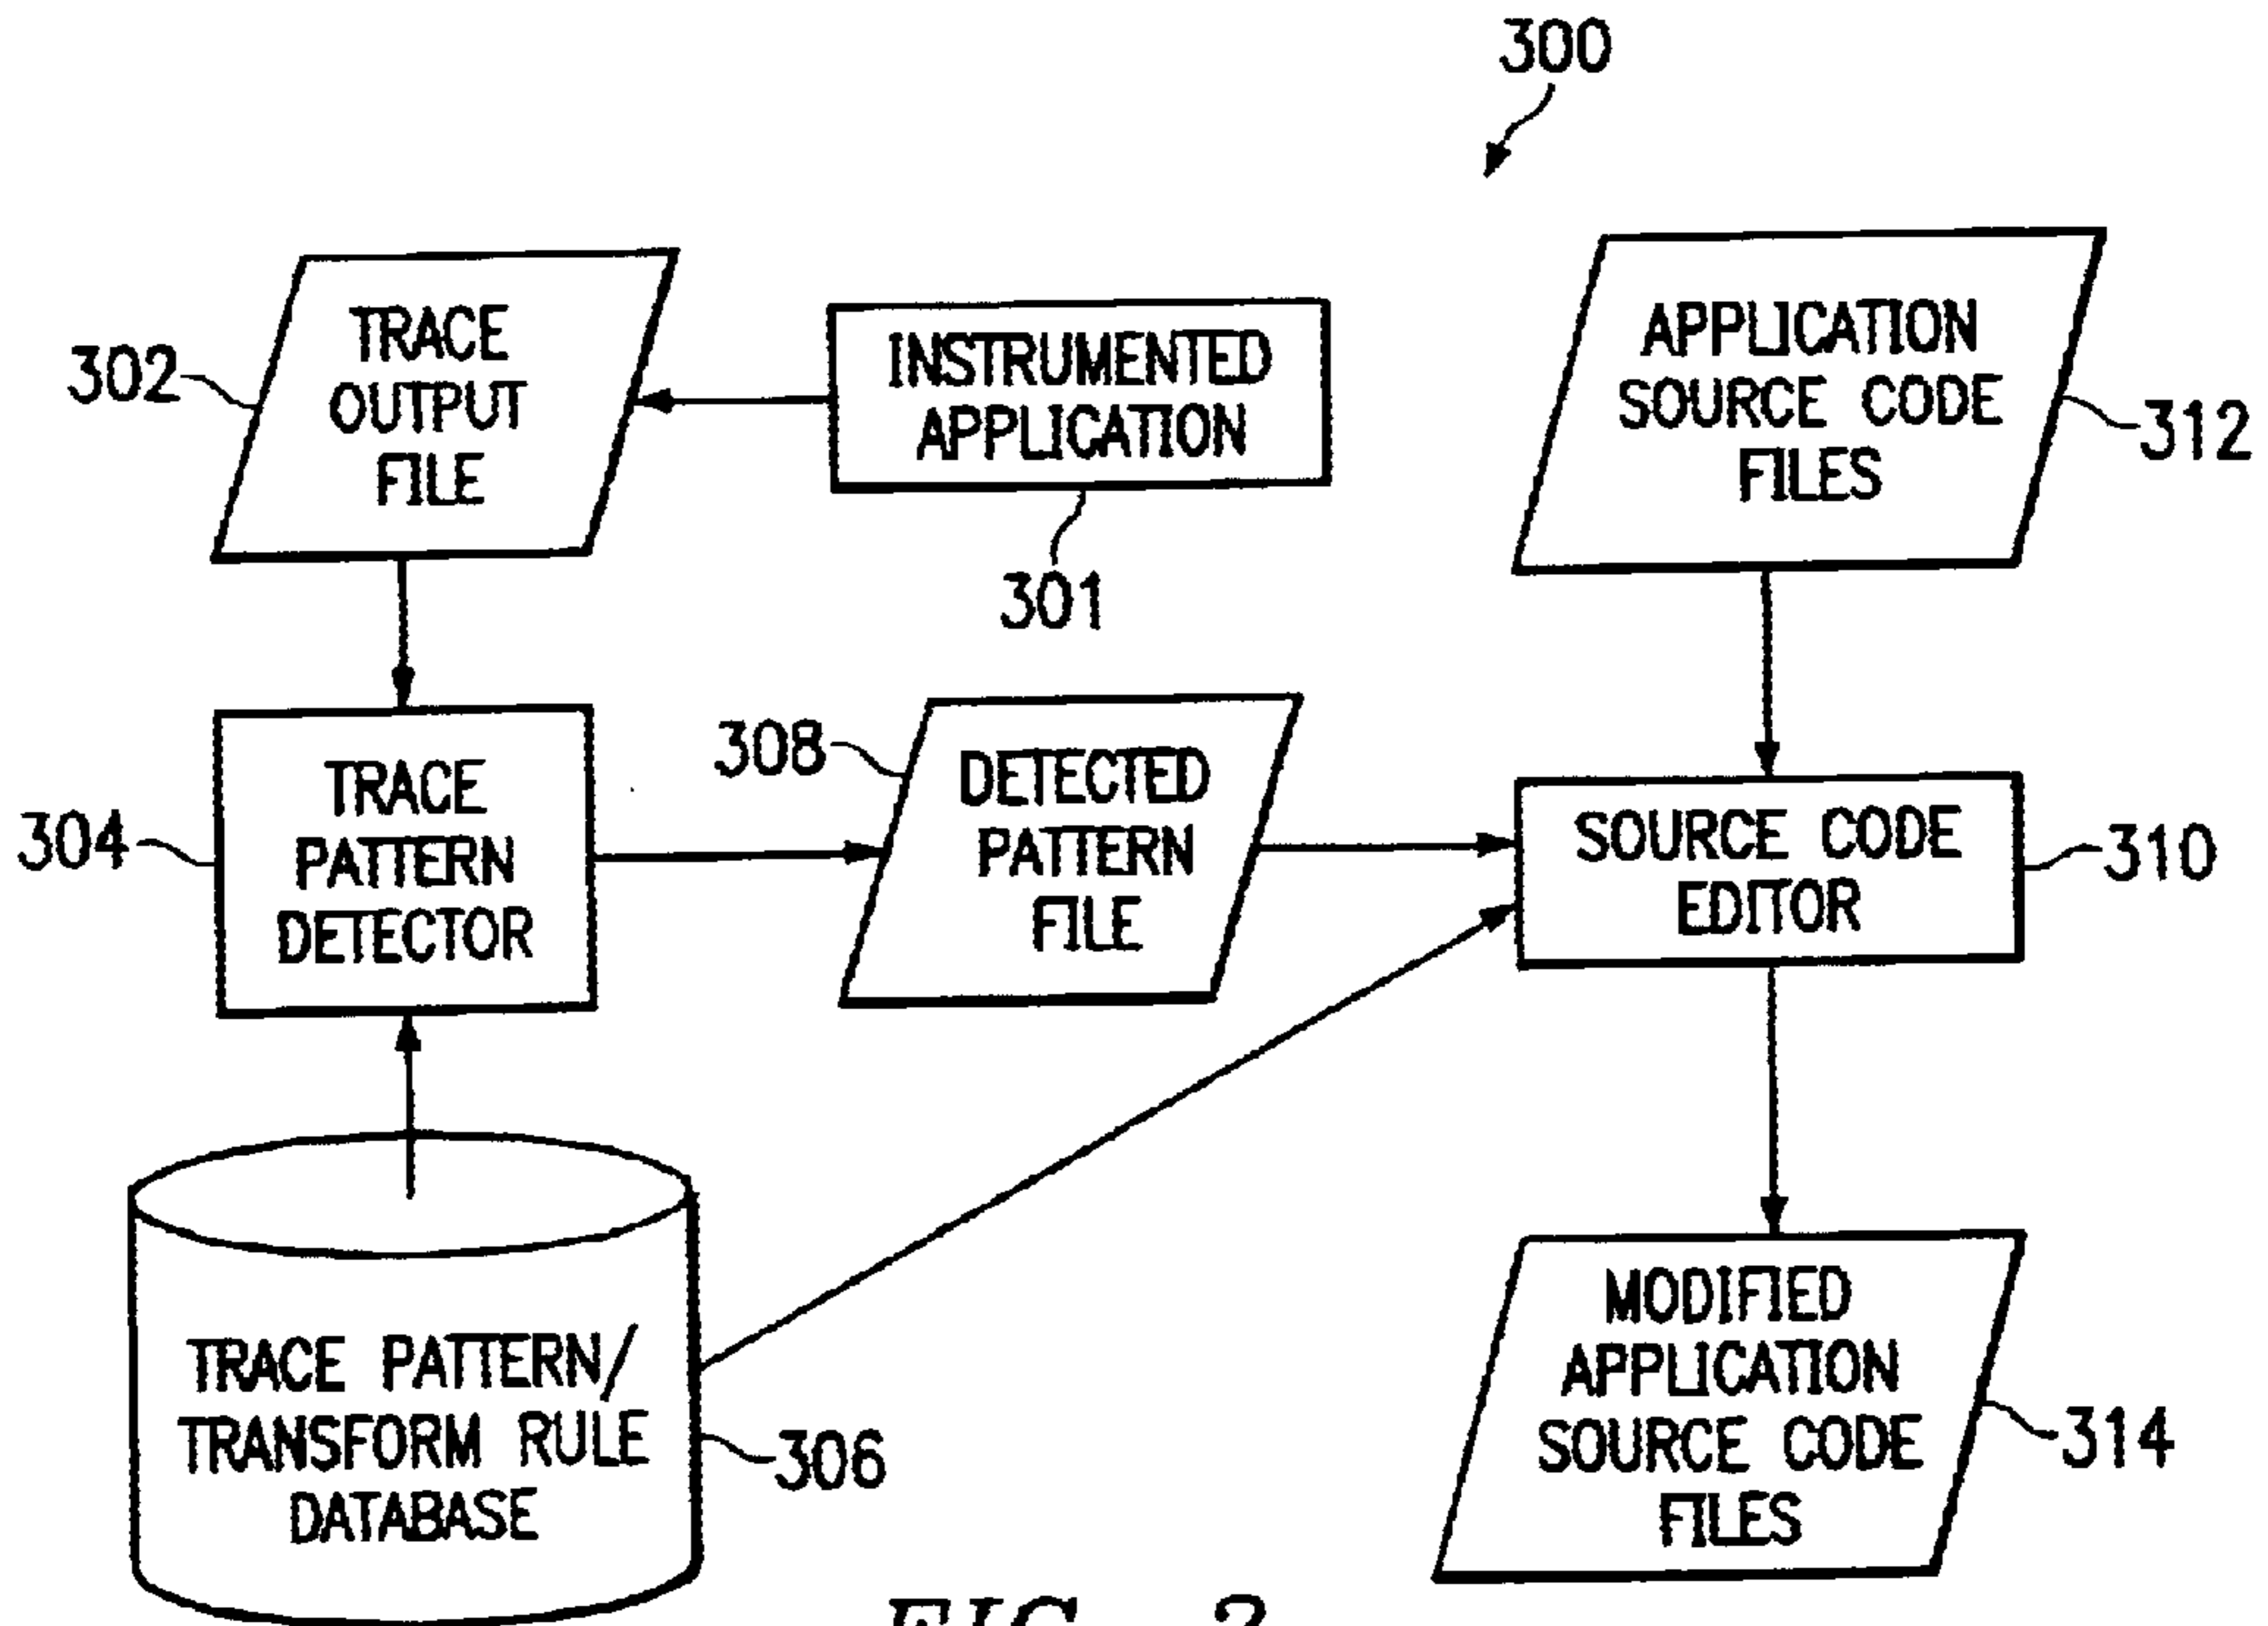 300
TRACE
OUTPUT
FILE
302
INSTRUMENTED
APPLICATION
301
APPLICATION
SOURCE CODE
FILES
312
TRACE
PATTERN
DETECTOR
304
308
DETECTED
PATTERN
FILE
SOURCE CODE
EDITOR
310
TRACE PATTERN/
TRANSFORM RULE
DATABASE
306
MODIFIED
APPLICATION
SOURCE CODE
FILES
314
FIG.